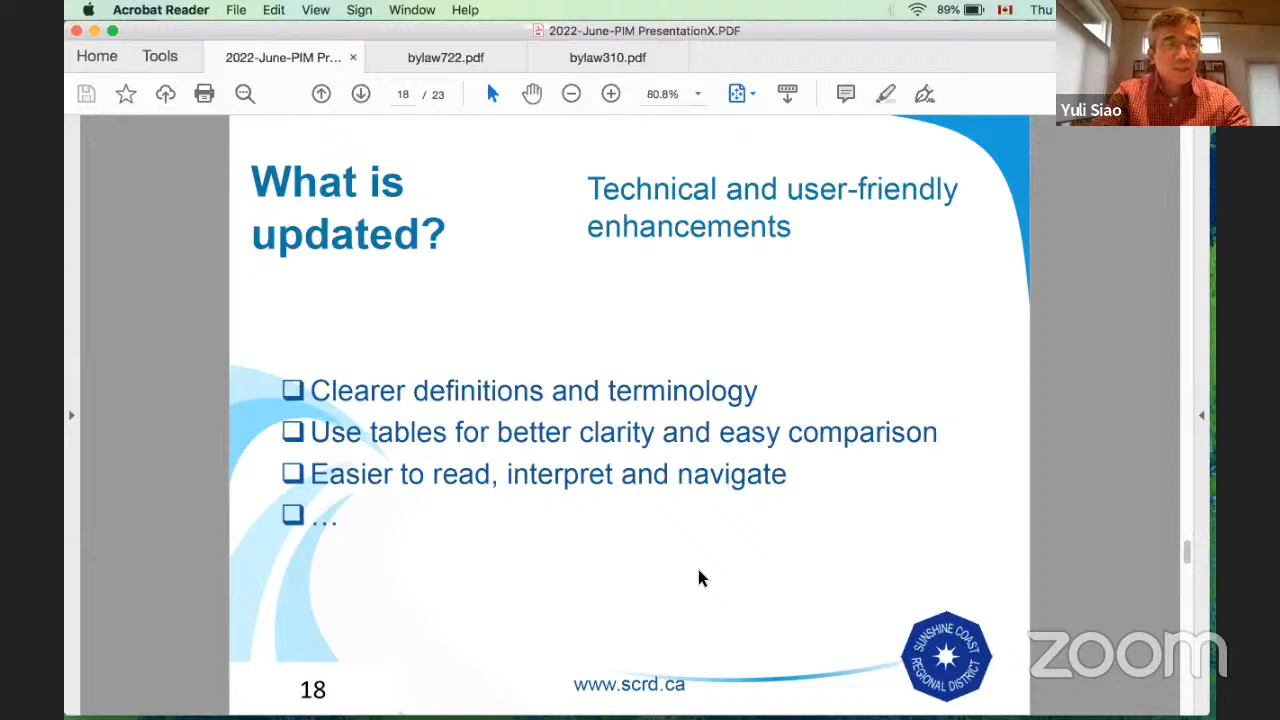 Acrobat Reader File Edit View Sign Window Help 89% Thu
2022-June-PIM PresentationX.PDF
Home Tools 2022-June-PIM Pr... × bylaw722.pdf bylaw310.pdf
18 / 23 80.8%
Yuli Siao
What is
updated?
Technical and user-friendly
enhancements
Clearer definitions and terminology
Use tables for better clarity and easy comparison
Easier to read, interpret and navigate
...
SUNSHINE COAST
REGIONAL DISTRICT
zoom
www.scrd.ca
18